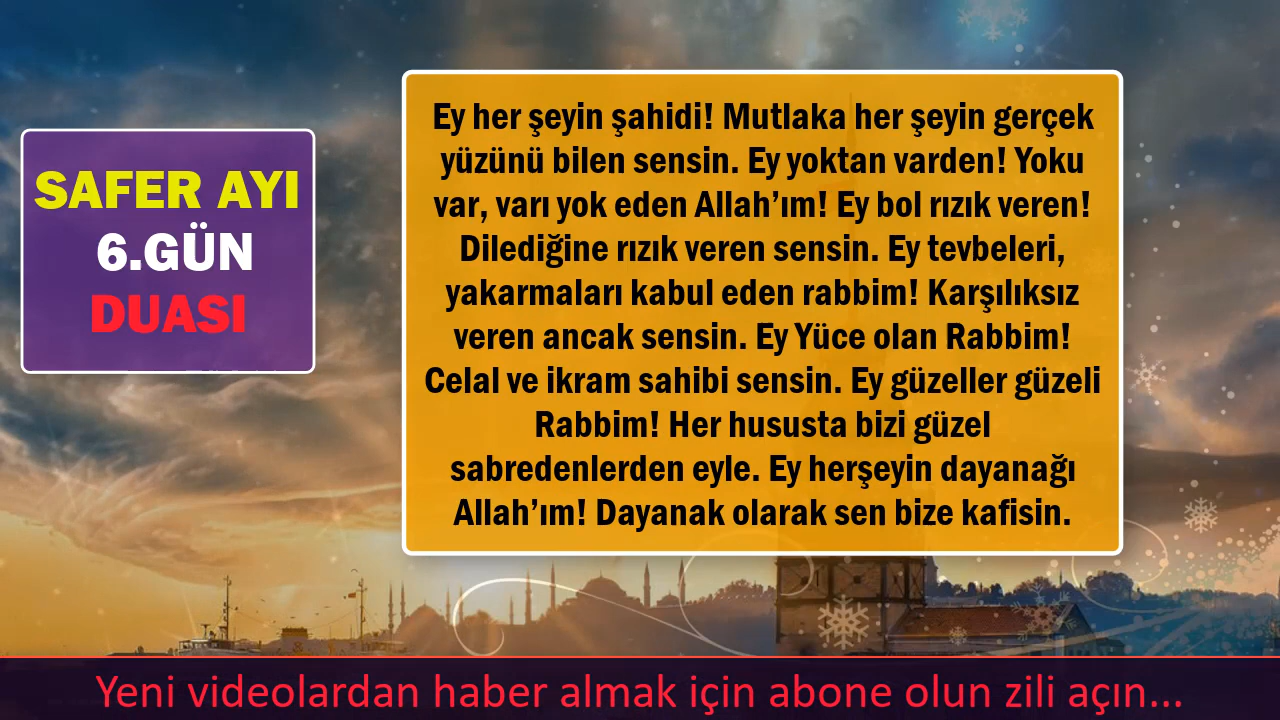 SAFER AYI
6.GÜN
DUASI
Ey her şeyin şahidi! Mutlaka her şeyin gerçek
yüzünü bilen sensin. Ey yoktan varden! Yoku
var, varı yok eden Allah’ım! Ey bol rızık veren!
Dilediğine rızık veren sensin. Ey tevbeleri,
yakarmaları kabul eden rabbim! Karşılıksız
veren ancak sensin. Ey Yüce olan Rabbim!
Celal ve ikram sahibi sensin. Ey güzeller güzeli
Rabbim! Her hususta bizi güzel
sabredenlerden eyle. Ey herşeyin dayanağı
Allah’ım! Dayanak olarak sen bize kafisin.
Yeni videolardan haber almak için abone olun zili açın...